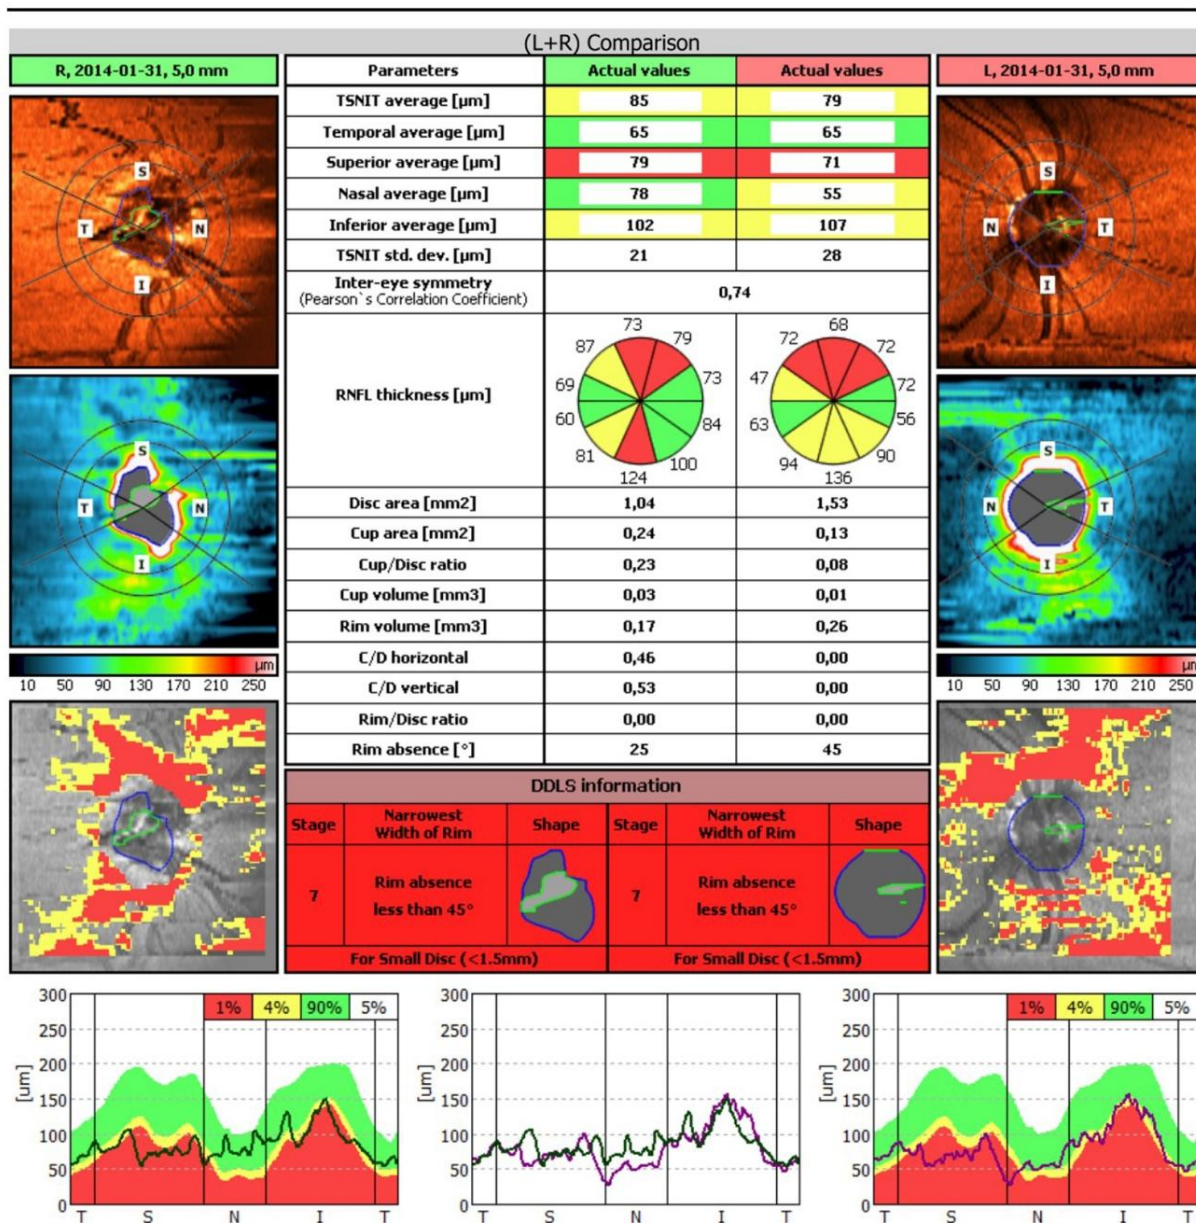 (L+R) Comparison
R, 2014-01-31, 5,0 mm
Parameters
Actual values
Actual values
L, 2014-01-31, 5,0 mm
TSNIT average [µm] 85 79
Temporal average [µm] 65 65
Superior average [µm] 79 71
Nasal average [µm] 78 55
Inferior average [µm] 102 107
TSNIT std. dev. [µm] 21 28
Inter-eye symmetry
(Pearson`s Correlation Coefficient)
0,74
RNFL thickness [µm]
73 79 73 84 100 124 81 60 69 87
68 72 72 56 90 136 94 63 47 72
Disc area [mm2] 1,04 1,53
Cup area [mm2] 0,24 0,13
Cup/Disc ratio 0,23 0,08
Cup volume [mm3] 0,03 0,01
Rim volume [mm3] 0,17 0,26
C/D horizontal 0,46 0,00
C/D vertical 0,53 0,00
Rim/Disc ratio 0,00 0,00
Rim absence [°] 25 45
S
T N
I
S
N T
I
S
T N
I
S
N T
I
µm
10 50 90 130 170 210 250
µm
10 50 90 130 170 210 250
DDLS information
Stage
Narrowest
Width of Rim
Shape
Stage
Narrowest
Width of Rim
Shape
7
Rim absence
less than 45°
7
Rim absence
less than 45°
For Small Disc (<1.5mm)
For Small Disc (<1.5mm)
300
250
200
150
100
50
0
[um]
1% 4% 90% 5%
T S N I T
300
250
200
150
100
50
0
[um]
T S N I T
300
250
200
150
100
50
0
[um]
1% 4% 90% 5%
T S N I T